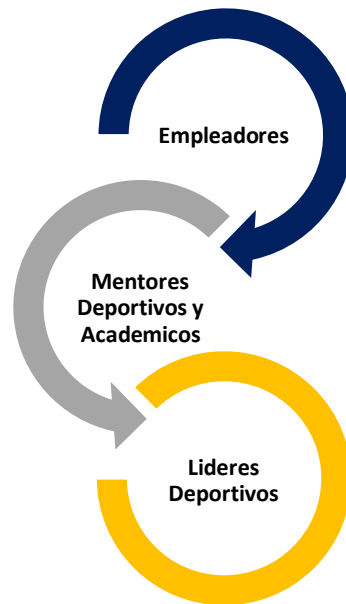 Empleadores
Mentores
Deportivos y
Academicos
Lideres
Deportivos